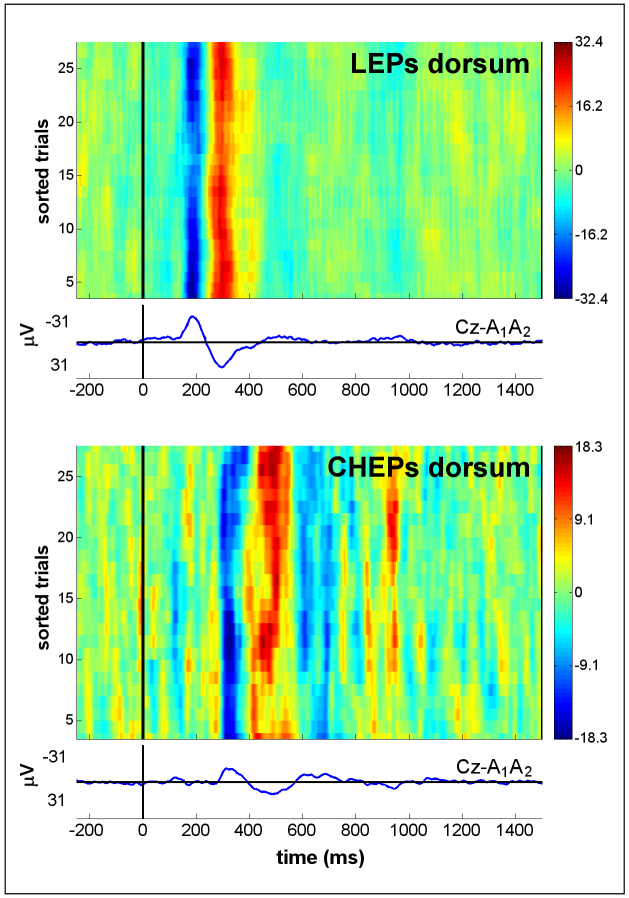 LEPs dorsum
sorted trials
25
20
15
10
5
32.4
16.2
0
-16.2
-32.4
μV
-31
31
Cz-A1A2
-200 0 200 400 600 800 1000 1200 1400
CHEPs dorsum
sorted trials
25
20
15
10
5
18.3
9.1
0
-9.1
-18.3
μV
-31
31
Cz-A1A2
-200 0 200 400 600 800 1000 1200 1400
time (ms)